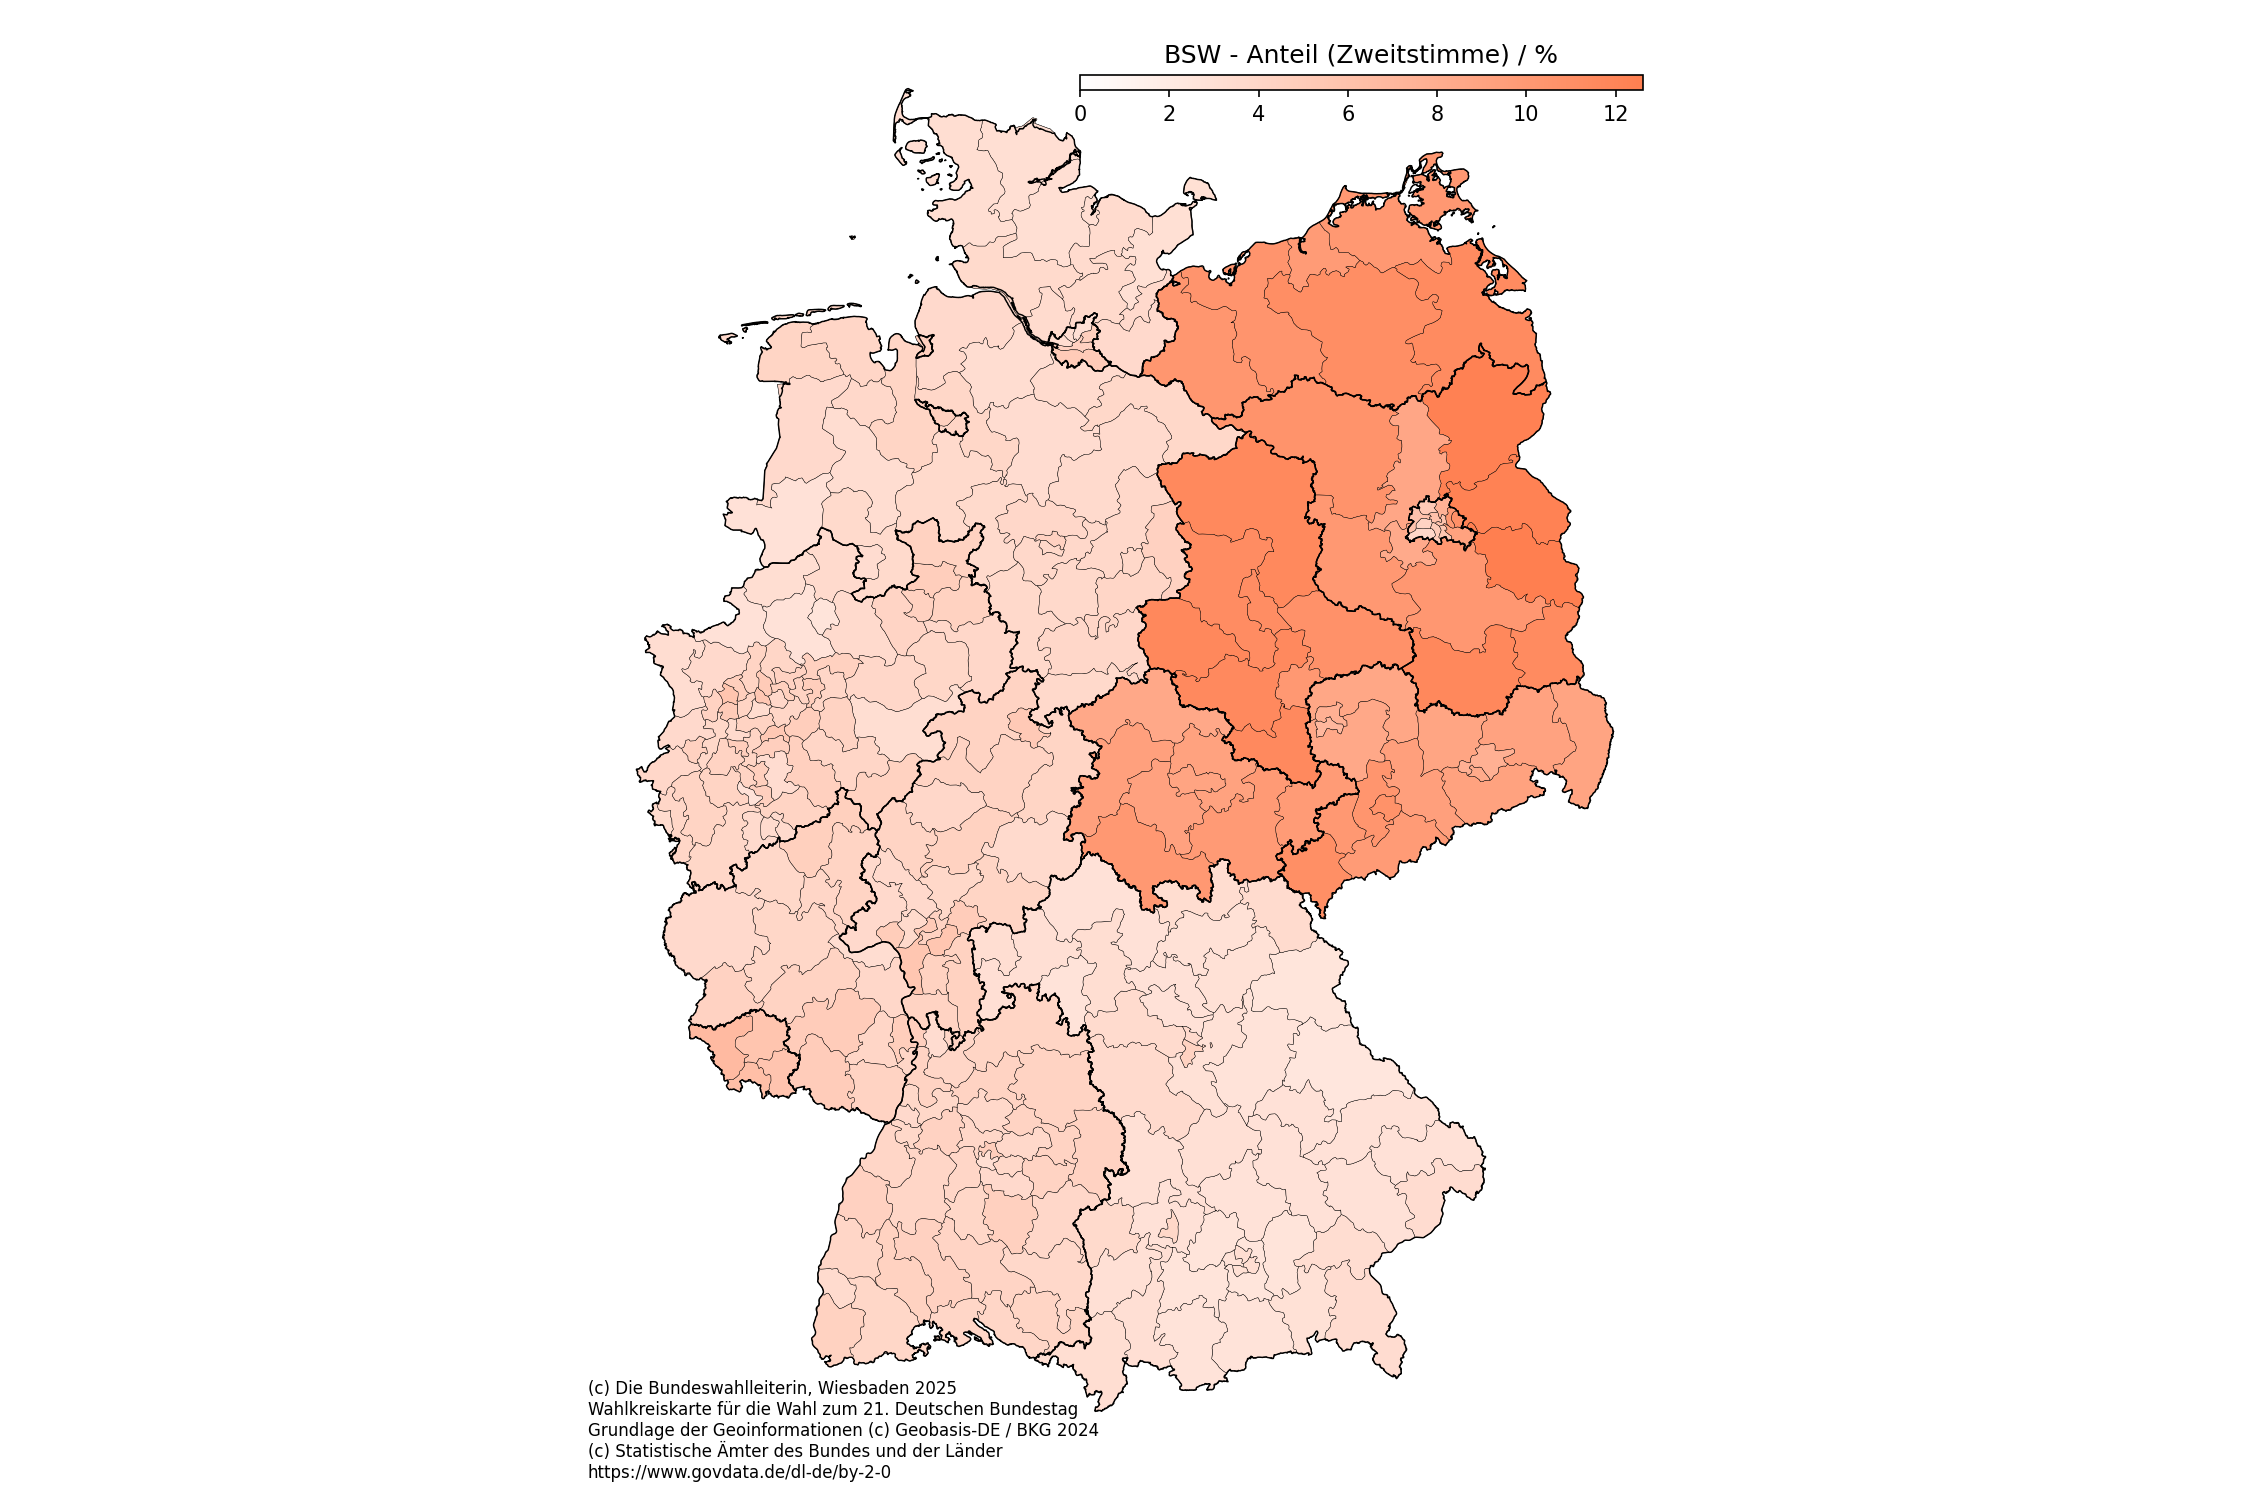 BSW - Anteil (Zweitstimme) / %
0 2 4 6 8 10 12
(c) Die Bundeswahlleiterin, Wiesbaden 2025
Wahlkreiskarte für die Wahl zum 21. Deutschen Bundestag
Grundlage der Geoinformationen (c) Geobasis-DE / BKG 2024
(c) Statistische Ämter des Bundes und der Länder
https://www.govdata.de/dl-de/by-2-0